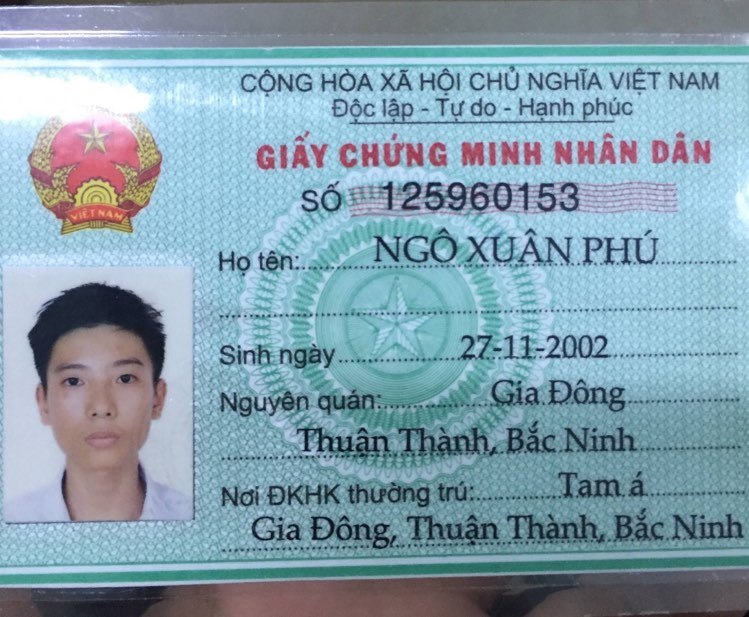 CỘNG HÒA XÃ HỘI CHỦ NGHĨA VIỆT NAM
Độc lập - Tự do - Hạnh phúc
GIẤY CHỨNG MINH NHÂN DÂN
SỐ 125960153
VIỆT NAM
Họ tên: NGÔ XUÂN PHÚ
Sinh ngày 27-11-2002
Nguyên quán: Gia Đông
Thuận Thành, Bắc Ninh
Nơi ĐKHK thường trú: Tam á
Gia Đông, Thuận Thành, Bắc Ninh